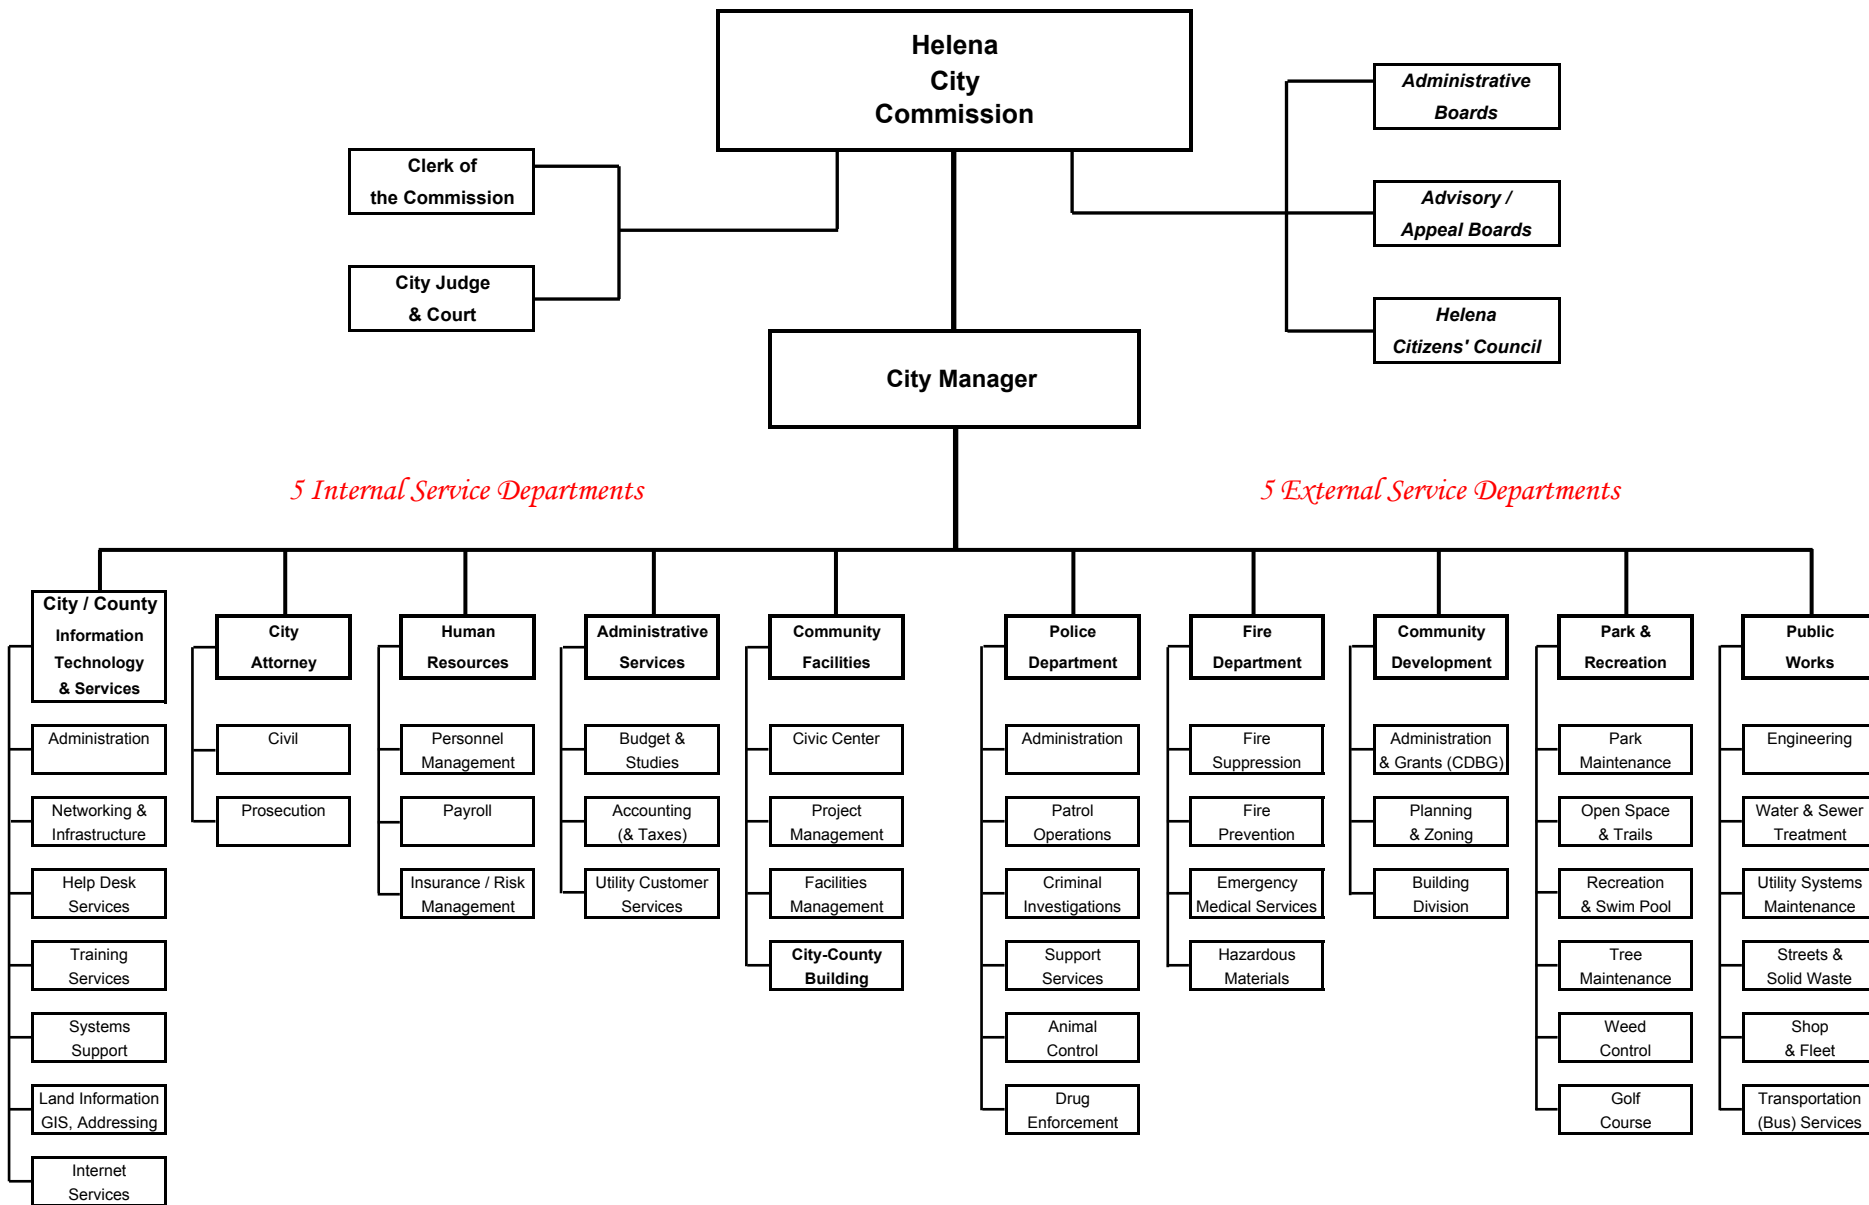 Helena
City
Commission
Administrative
Boards
Clerk of
the Commission
Advisory /
Appeal Boards
City Judge
& Court
Helena
Citizens' Council
City Manager
5 Internal Service Departments
5 External Service Departments
City / County
Information
Technology
& Services
Administration
Networking &
Infrastructure
Help Desk
Services
Training
Services
Systems
Support
Land Information
GIS, Addressing
Internet
Services
City
Attorney
Civil
Prosecution
Human
Resources
Personnel
Management
Payroll
Insurance / Risk
Management
Administrative
Services
Budget &
Studies
Accounting
(& Taxes)
Utility Customer
Services
Community
Facilities
Civic Center
Project
Management
Facilities
Management
City-County
Building
Police
Department
Administration
Patrol
Operations
Criminal
Investigations
Support
Services
Animal
Control
Drug
Enforcement
Fire
Department
Fire
Suppression
Fire
Prevention
Emergency
Medical Services
Hazardous
Materials
Community
Development
Administration
& Grants (CDBG)
Planning
& Zoning
Building
Division
Park &
Recreation
Park
Maintenance
Open Space
& Trails
Recreation
& Swim Pool
Tree
Maintenance
Weed
Control
Golf
Course
Public
Works
Engineering
Water & Sewer
Treatment
Utility Systems
Maintenance
Streets &
Solid Waste
Shop
& Fleet
Transportation
(Bus) Services